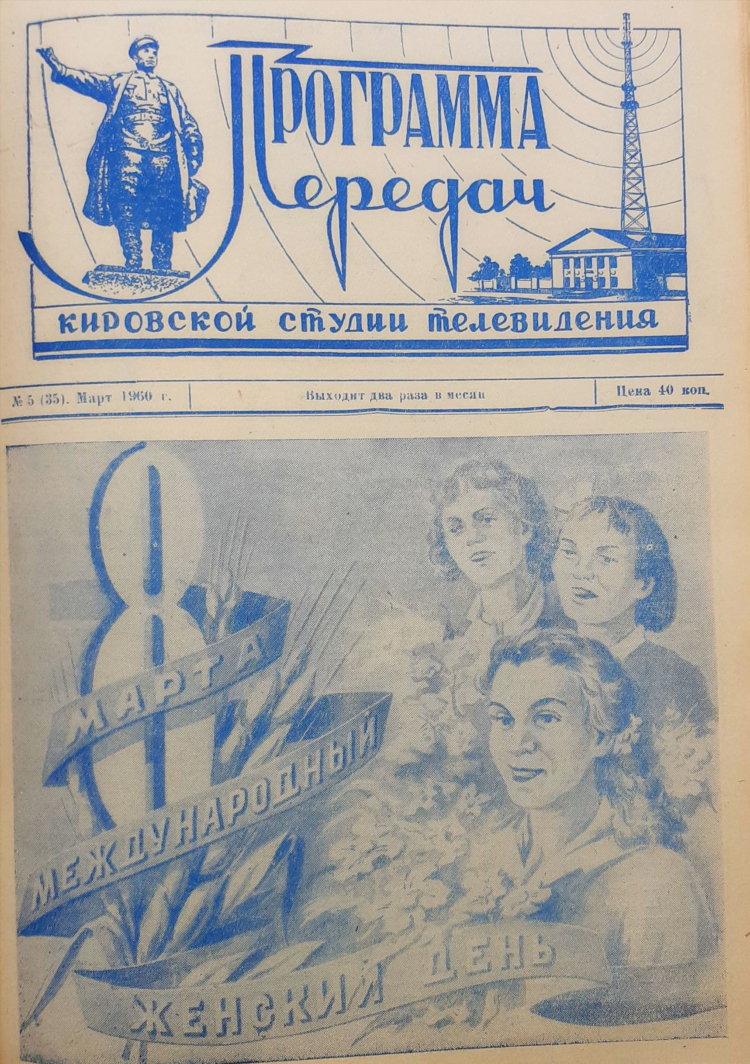 Программа
Передач
кировской студии телевидения
№ 5 (35). Март 1960 г. Выходит два раза в месяц Цена 40 коп.
8
МАРТА
МЕЖДУНАРОДНЫЙ
ЖЕНСКИЙ ДЕНЬ